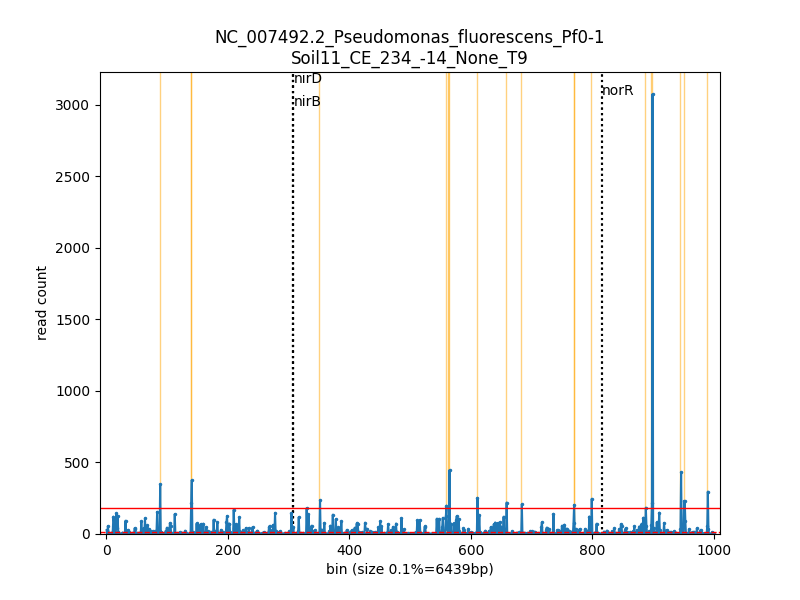 NC_007492.2_Pseudomonas_fluorescens_Pf0-1
Soil11_CE_234_-14_None_T9
nirD
nirB
norR
3000
2500
2000
1500
1000
500
0
read count
0 200 400 600 800 1000
bin (size 0.1%=6439bp)